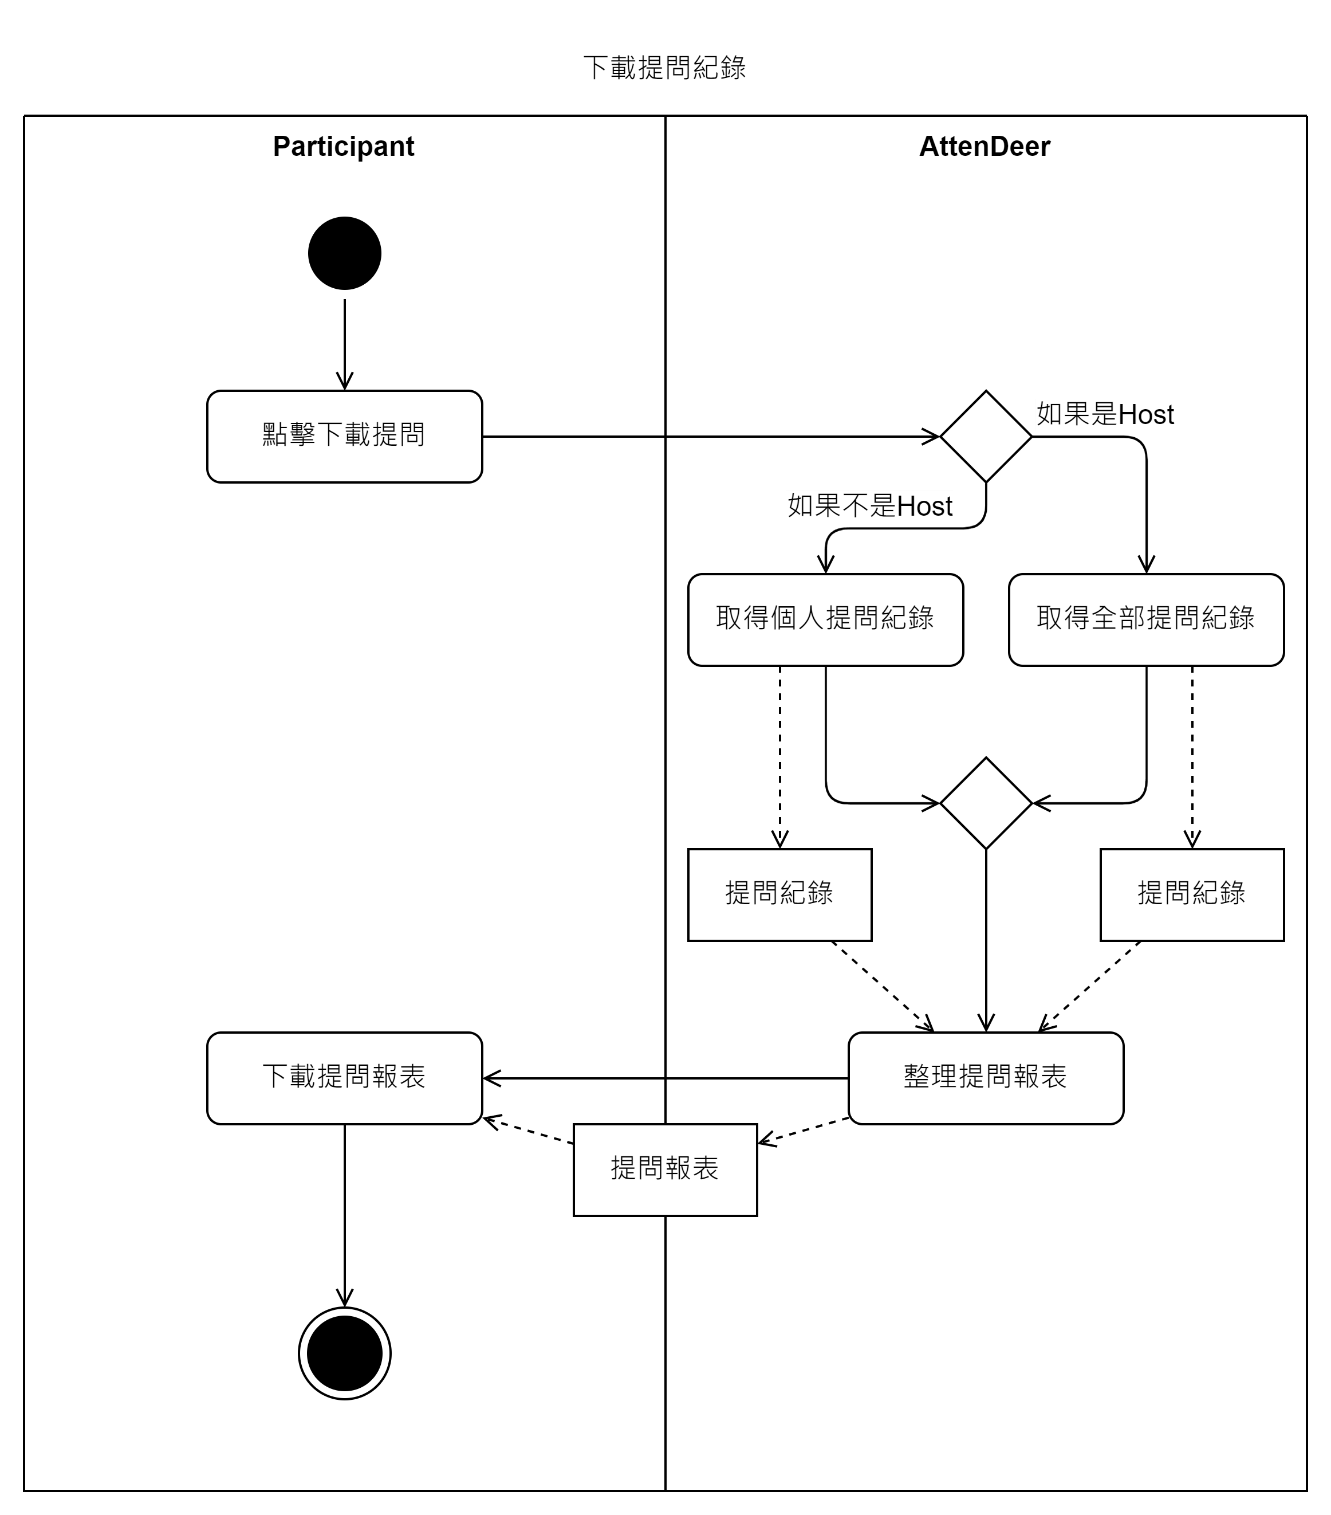 下載提問紀錄
Participant
AttenDeer
點擊下載提問
如果是Host
如果不是Host
取得個人提問紀錄
取得全部提問紀錄
提問紀錄
提問紀錄
下載提問報表
整理提問報表
提問報表